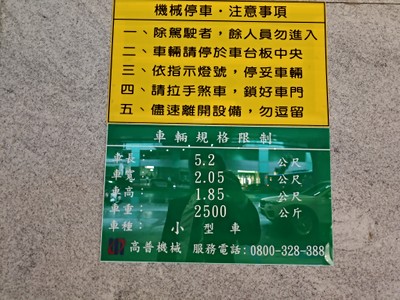 機械停車・注意事項
一、除駕駛者，餘人員勿進入
二、車輛請停於車台板中央
三、依指示燈號，停妥車輛
四、請拉手煞車，鎖好車門
五、儘速離開設備，勿逗留
車輛規格限制
車長： 5.2 公尺
車寬： 2.05 公尺
車高： 1.85 公尺
車重： 2500 公斤
車種： 小型車
高普機械 服務電話：0800-328-388